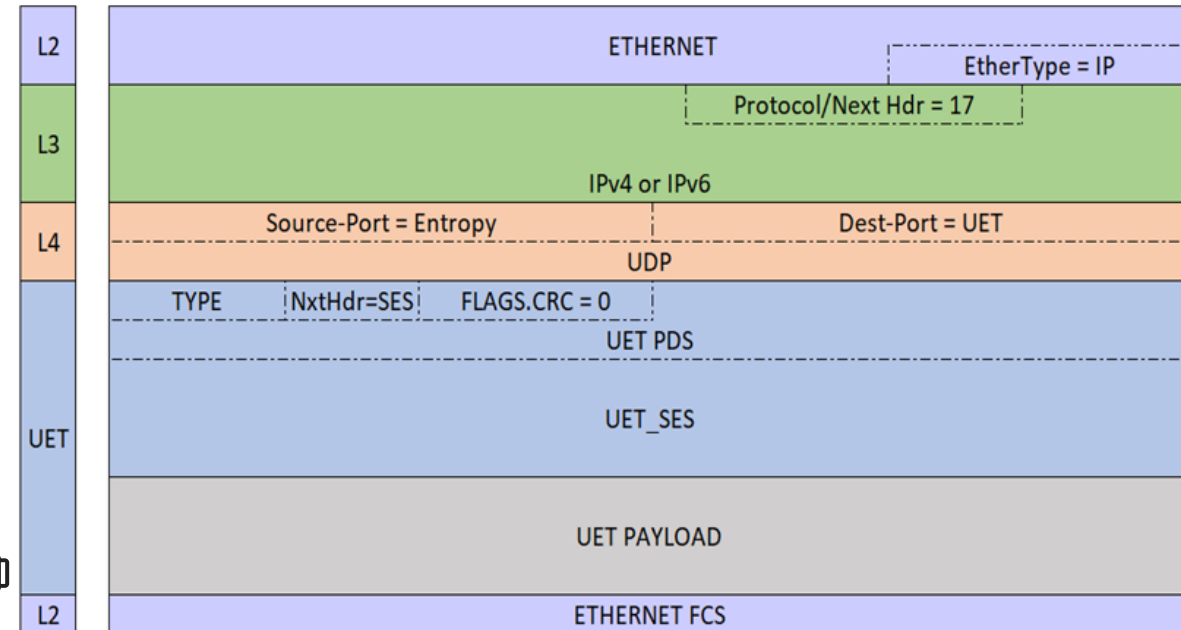 L2
ETHERNET
EtherType = IP
L3
Protocol/Next Hdr = 17
IPv4 or IPv6
L4
Source-Port = Entropy
Dest-Port = UET
UDP
UET
TYPE
NxtHdr=SES
FLAGS.CRC = 0
UET PDS
UET_SES
UET PAYLOAD
L2
ETHERNET FCS